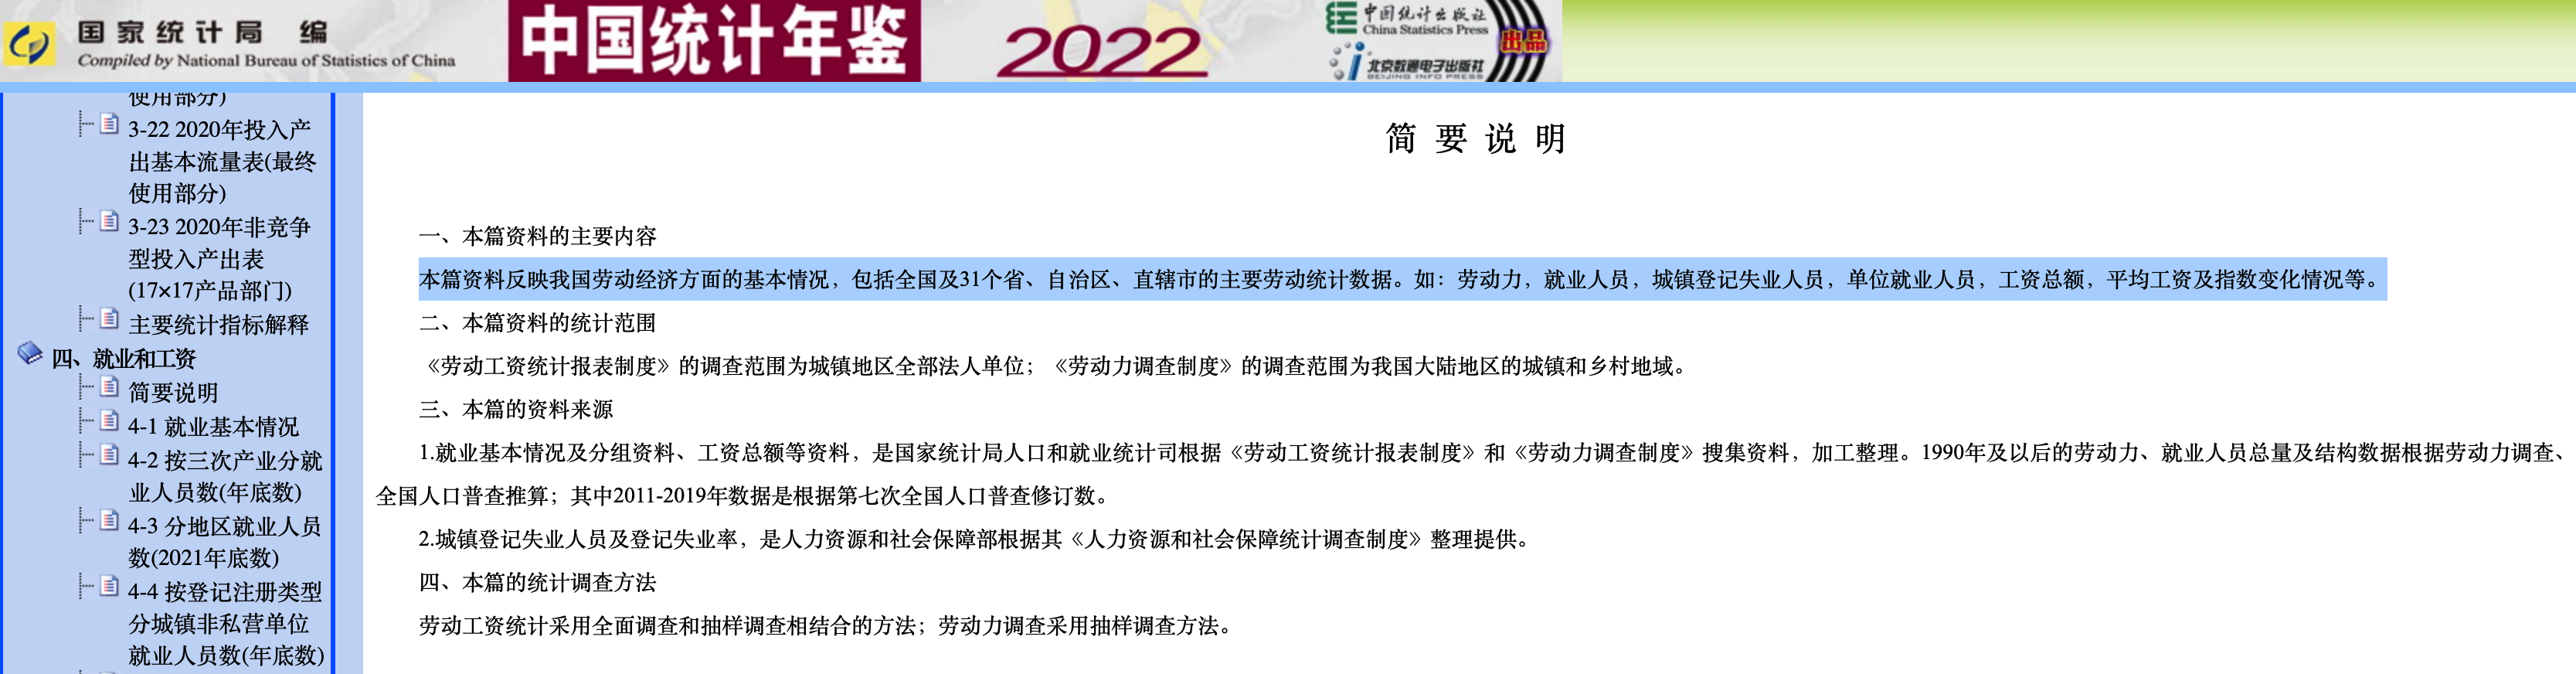 国家统计局 编
Compiled by National Bureau of Statistics of China
中国统计年鉴
2022
中国统计出版社
China Statistics Press
北京数通电子出版社
BEIJING INFO PRESS
出品
使用部分)
3-22 2020年投入产
出基本流量表(最终
使用部分)
3-23 2020年非竞争
型投入产出表
(17×17产品部门)
主要统计指标解释
四、就业和工资
简要说明
4-1 就业基本情况
4-2 按三次产业分就
业人员数(年底数)
4-3 分地区就业人员
数(2021年底数)
4-4 按登记注册类型
分城镇非私营单位
就业人员数(年底数)
简 要 说 明
一、本篇资料的主要内容
本篇资料反映我国劳动经济方面的基本情况，包括全国及31个省、自治区、直辖市的主要劳动统计数据。如：劳动力，就业人员，城镇登记失业人员，单位就业人员，工资总额，平均工资及指数变化情况等。
二、本篇资料的统计范围
《劳动工资统计报表制度》的调查范围为城镇地区全部法人单位；《劳动力调查制度》的调查范围为我国大陆地区的城镇和乡村地域。
三、本篇的资料来源
1.就业基本情况及分组资料、工资总额等资料，是国家统计局人口和就业统计司根据《劳动工资统计报表制度》和《劳动力调查制度》搜集资料，加工整理。1990年及以后的劳动力、就业人员总量及结构数据根据劳动力调查、
全国人口普查推算；其中2011-2019年数据是根据第七次全国人口普查修订数。
2.城镇登记失业人员及登记失业率，是人力资源和社会保障部根据其《人力资源和社会保障统计调查制度》整理提供。
四、本篇的统计调查方法
劳动工资统计采用全面调查和抽样调查相结合的方法；劳动力调查采用抽样调查方法。